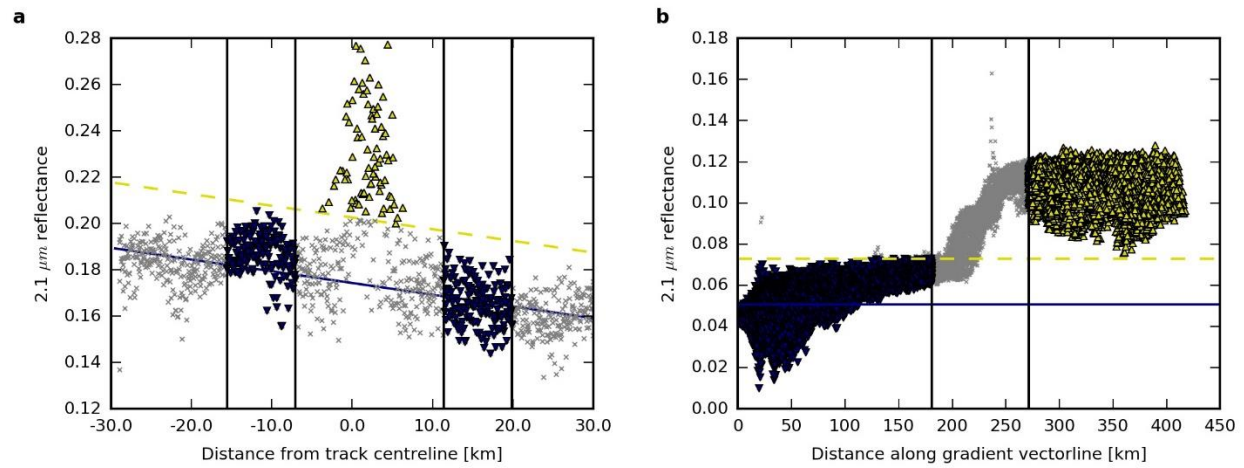 a
0.28
0.26
0.24
0.22
0.20
0.18
0.16
0.14
0.12
2.1 μm reflectance
-30.0 -20.0 -10.0 0.0 10.0 20.0 30.0
Distance from track centreline [km]
b
0.18
0.16
0.14
0.12
0.10
0.08
0.06
0.04
0.02
0.00
2.1 μm reflectance
0 50 100 150 200 250 300 350 400 450
Distance along gradient vectorline [km]